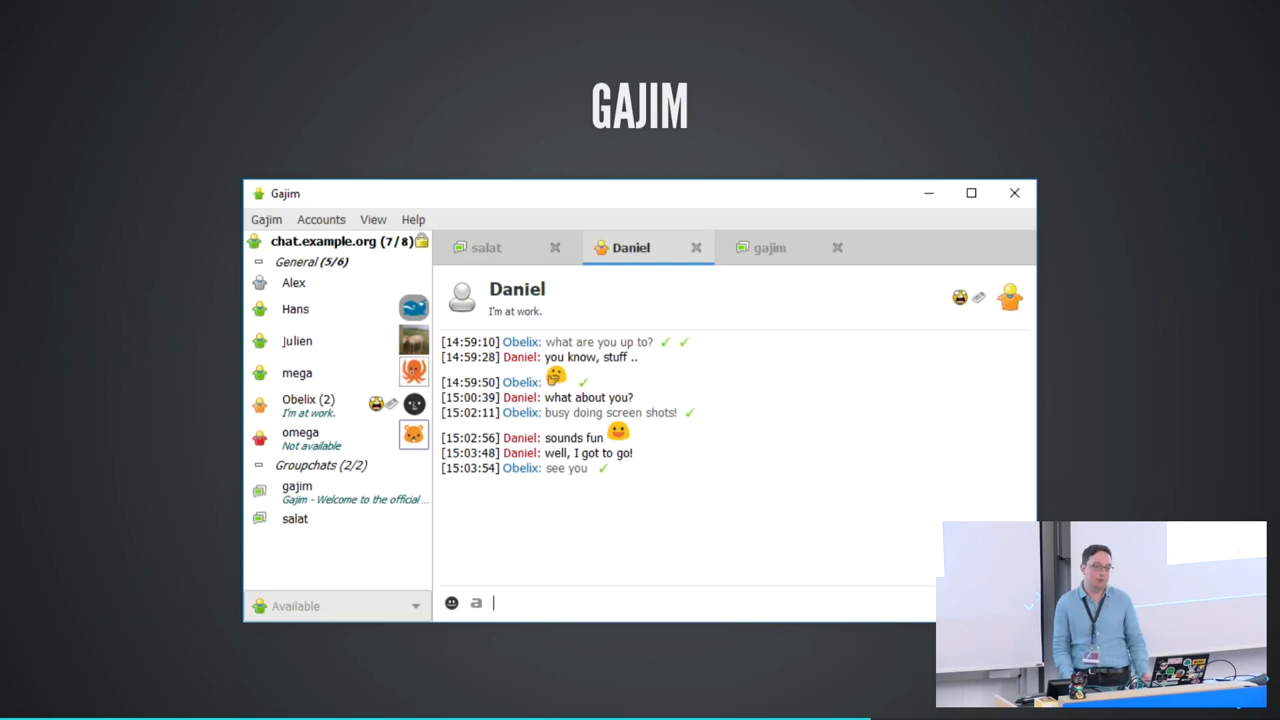 GAJIM
Gajim
Gajim Accounts View Help
chat.example.org (7/8)
General (5/6)
Alex
Hans
Julien
mega
Obelix (2)
I'm at work.
omega
Not available
Groupchats (2/2)
gajim
Gajim - Welcome to the official ...
salat
Available
salat Daniel gajim
Daniel
I'm at work.
[14:59:10] Obelix: what are you up to? ✓ ✓
[14:59:28] Daniel: you know, stuff ..
[14:59:50] Obelix: 🤔 ✓
[15:00:39] Daniel: what about you?
[15:02:11] Obelix: busy doing screen shots! ✓
[15:02:56] Daniel: sounds fun 😀
[15:03:48] Daniel: well, I got to go!
[15:03:54] Obelix: see you ✓
a